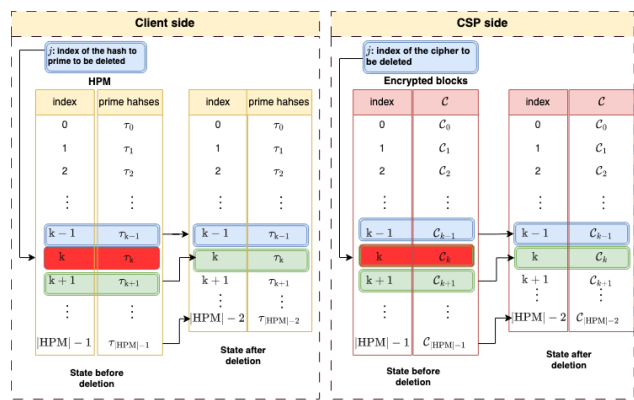 Client side
j: index of the hash to
prime to be deleted
HPM
index prime hahses
0 τ₀
1 τ₁
2 τ₂
⋮ ⋮
k − 1 τₖ₋₁
k τₖ
k + 1 τₖ₊₁
⋮ ⋮
|HPM| − 1 τ|HPM|−1
State before
deletion
index prime hashes
0 τ₀
1 τ₁
2 τ₂
⋮ ⋮
k − 1 τₖ₋₁
k τₖ
k + 1 τₖ₊₁
⋮ ⋮
|HPM| − 2 τ|HPM|−2
State after
deletion
CSP side
j: index of the cipher to
be deleted
Encrypted blocks
index 𝒞
0 𝒞₀
1 𝒞₁
2 𝒞₂
⋮ ⋮
k − 1 𝒞ₖ₋₁
k 𝒞ₖ
k + 1 𝒞ₖ₊₁
⋮ ⋮
|HPM| − 1 𝒞|HPM|−1
State before
deletion
index 𝒞
0 𝒞₀
1 𝒞₁
2 𝒞₂
⋮ ⋮
k − 1 𝒞ₖ₋₁
k 𝒞ₖ
k + 1 𝒞ₖ₊₁
⋮ ⋮
|HPM| − 2 𝒞|HPM|−2
State after
deletion